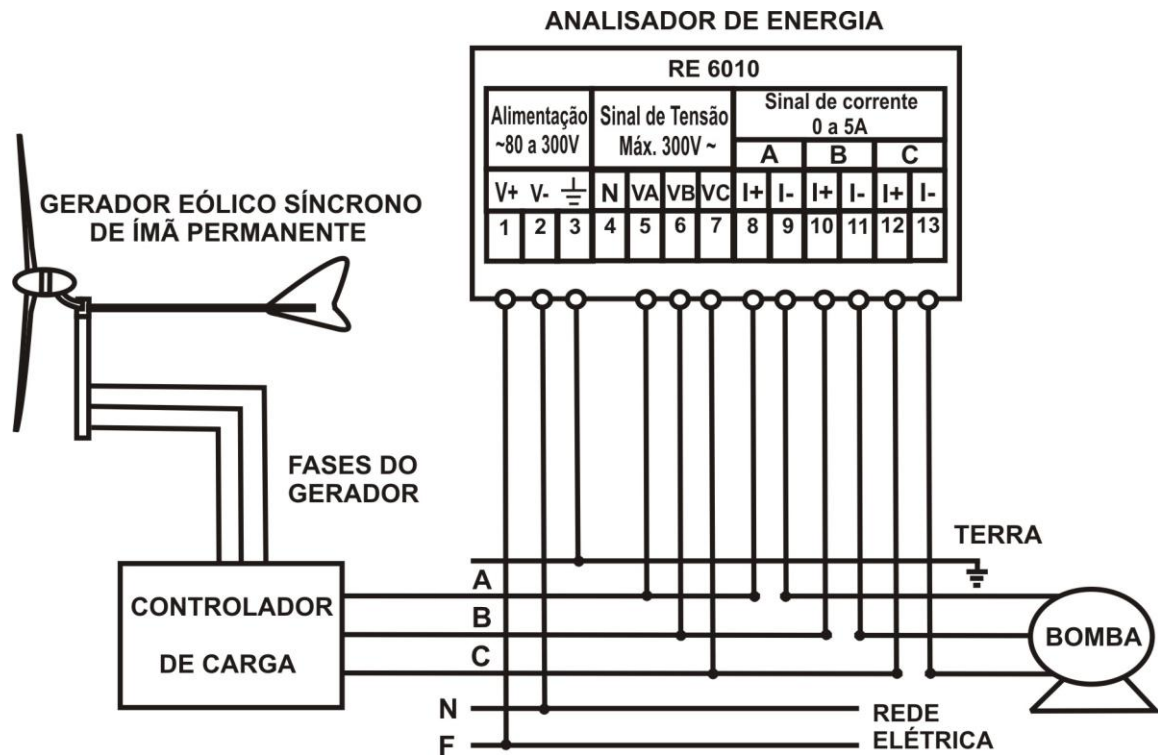 ANALISADOR DE ENERGIA
RE 6010
Alimentação
~80 a 300V
Sinal de Tensão
Máx. 300V ~
Sinal de corrente
0 a 5A
A B C
V+ V- N VA VB VC I+ I- I+ I- I+ I-
1 2 3 4 5 6 7 8 9 10 11 12 13
GERADOR EÓLICO SÍNCRONO
DE ÍMÃ PERMANENTE
FASES DO
GERADOR
TERRA
CONTROLADOR
DE CARGA
A
B
C
BOMBA
N
F
REDE
ELÉTRICA